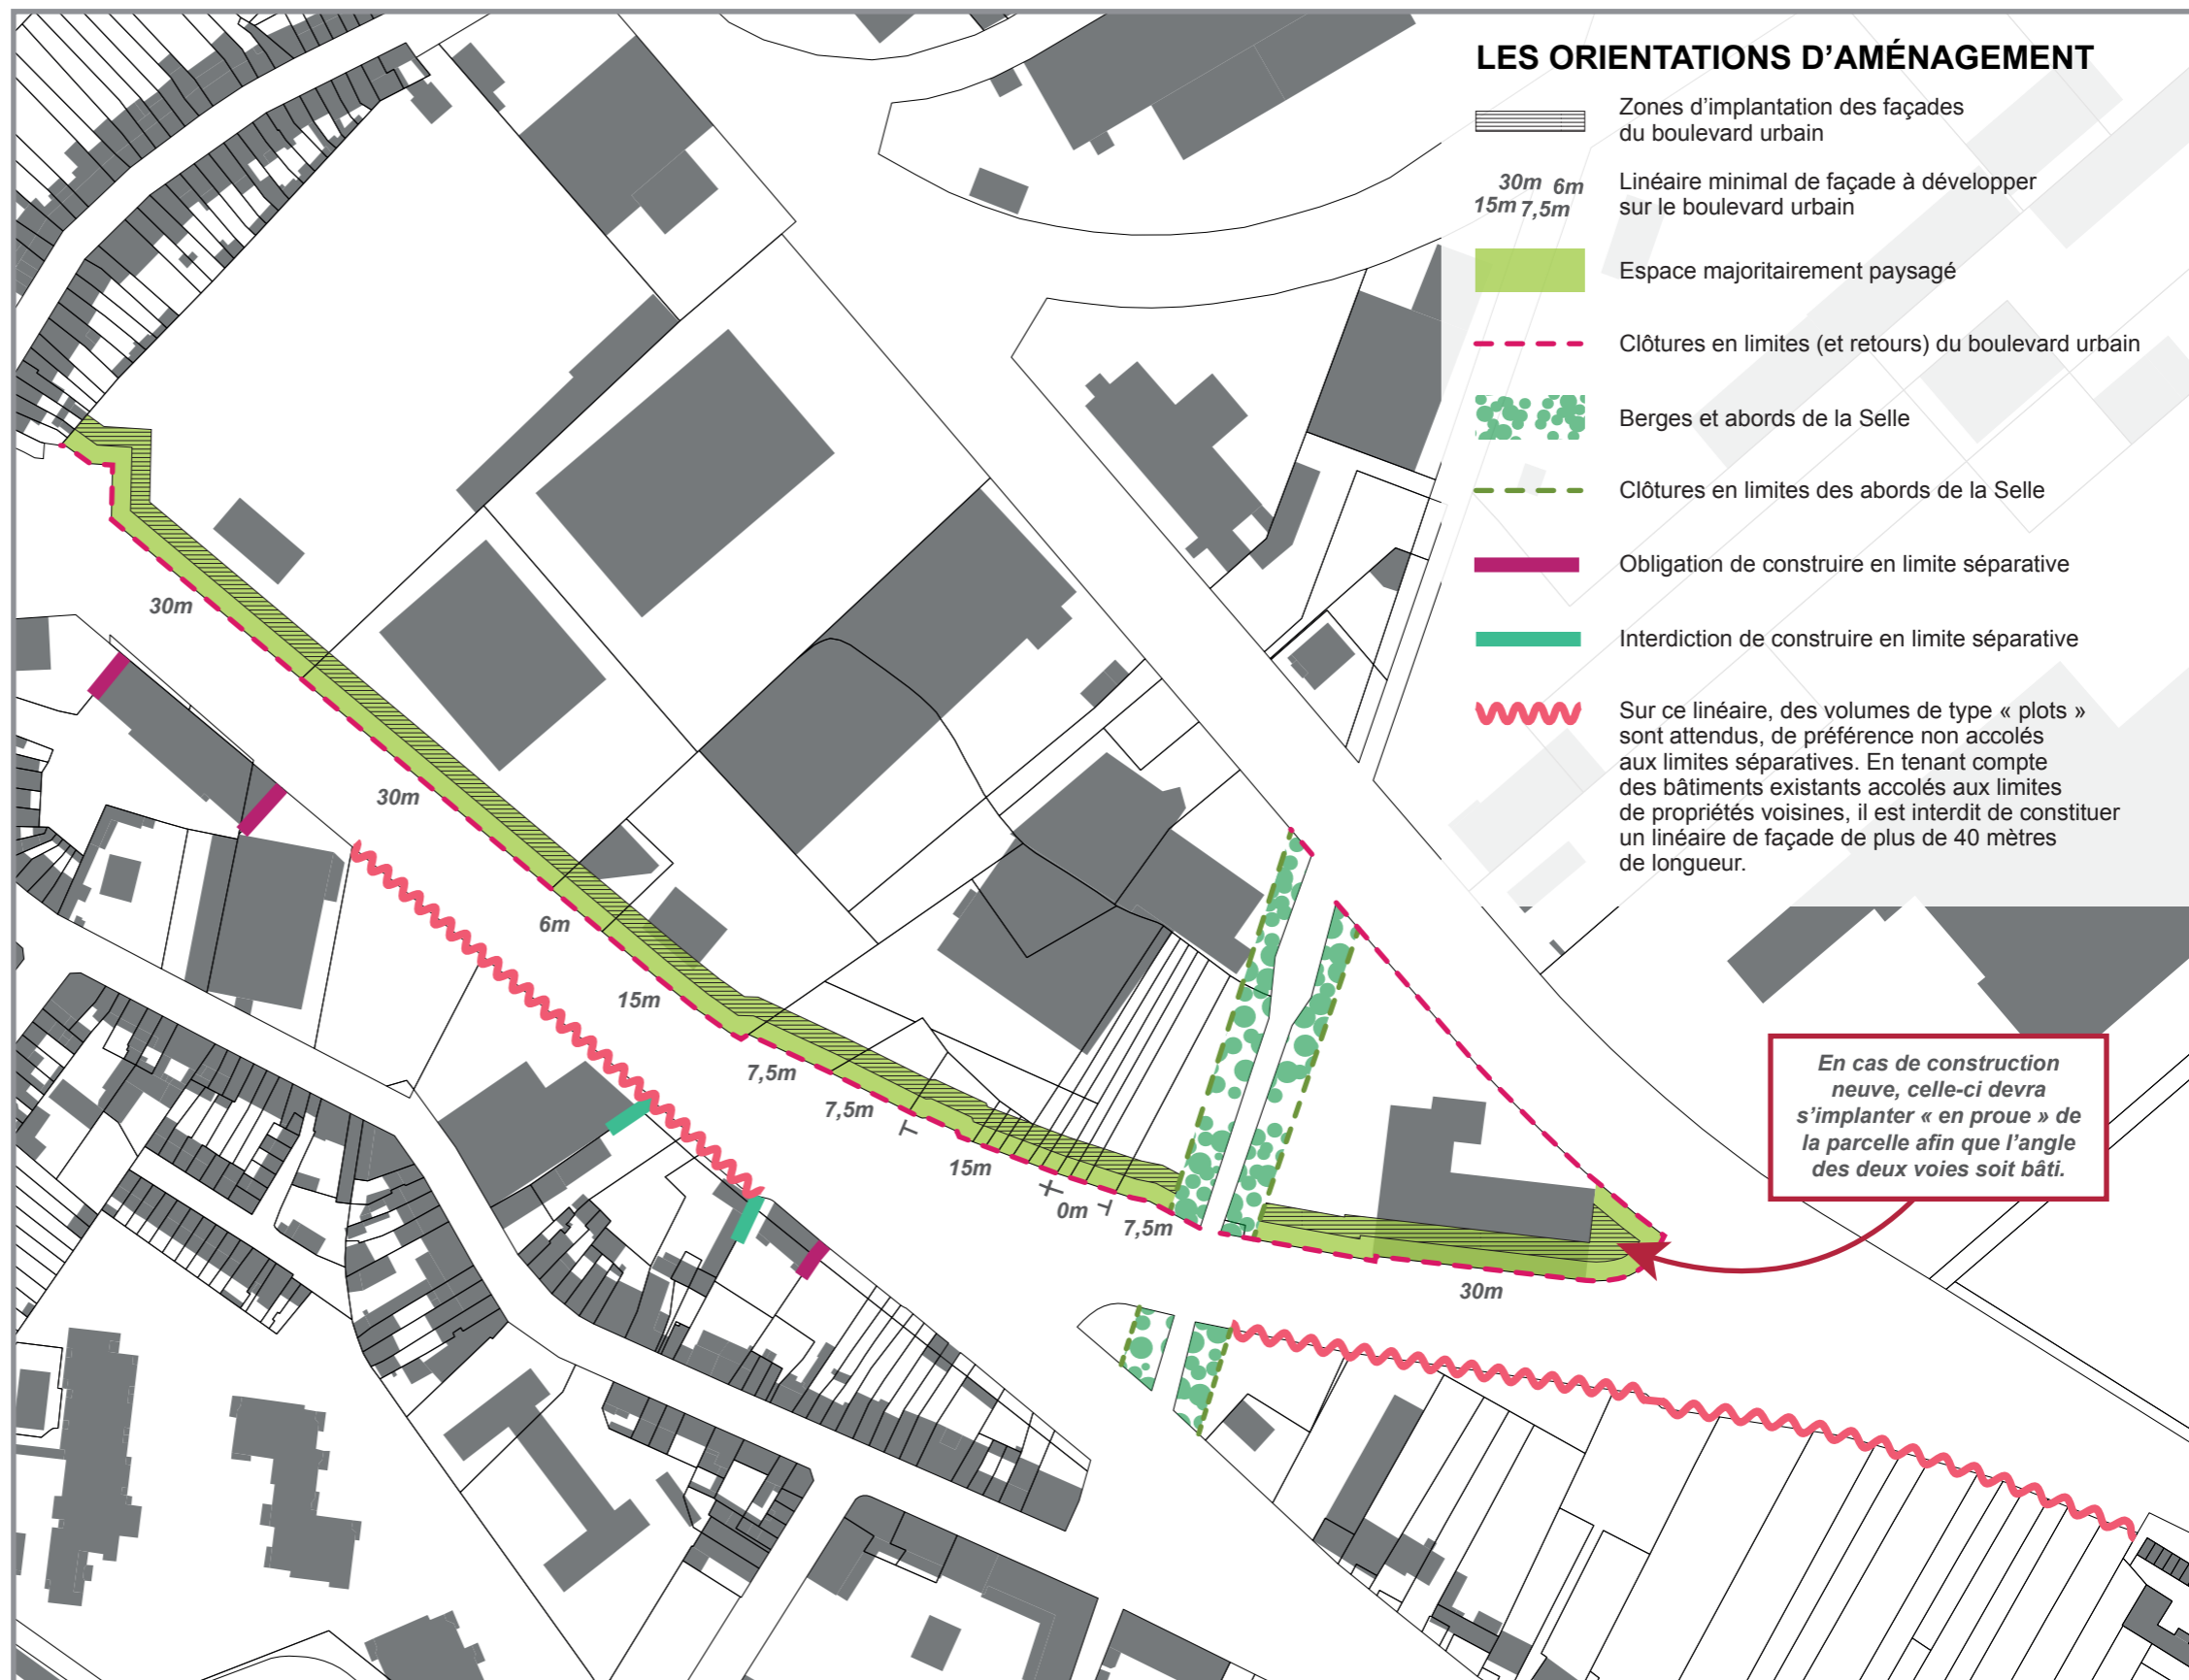 LES ORIENTATIONS D'AMÉNAGEMENT
Zones d'implantation des façades
du boulevard urbain
30m 6m
15m 7,5m
Linéaire minimal de façade à développer
sur le boulevard urbain
Espace majoritairement paysagé
Clôtures en limites (et retours) du boulevard urbain
Berges et abords de la Selle
Clôtures en limites des abords de la Selle
Obligation de construire en limite séparative
Interdiction de construire en limite séparative
Sur ce linéaire, des volumes de type « plots »
sont attendus, de préférence non accolés
aux limites séparatives. En tenant compte
des bâtiments existants accolés aux limites
de propriétés voisines, il est interdit de constituer
un linéaire de façade de plus de 40 mètres
de longueur.
30m
30m
6m
15m
7,5m
7,5m
15m
0m
7,5m
30m
En cas de construction
neuve, celle-ci devra
s'implanter « en proue » de
la parcelle afin que l'angle
des deux voies soit bâti.